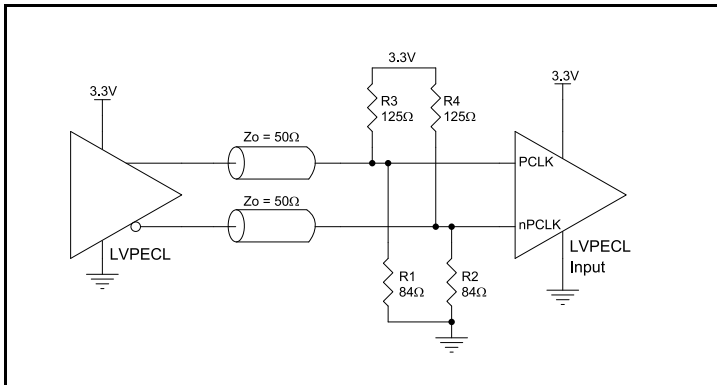 3.3V
3.3V
3.3V
R3
125Ω
R4
125Ω
Zo = 50Ω
PCLK
Zo = 50Ω
nPCLK
LVPECL
LVPECL
Input
R1
84Ω
R2
84Ω